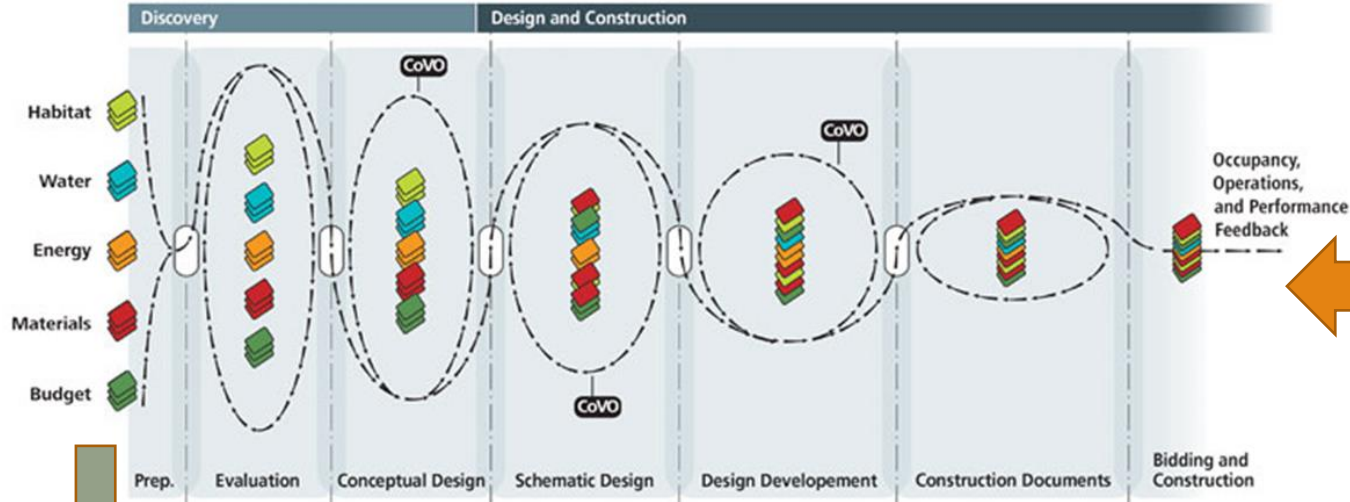 Discovery
Design and Construction
CoVO
Habitat
CoVO
Water
Occupancy,
Operations,
and Performance
Feedback
Energy
Materials
Budget
CoVO
Prep.
Evaluation
Conceptual Design
Schematic Design
Design Developement
Construction Documents
Bidding and
Construction